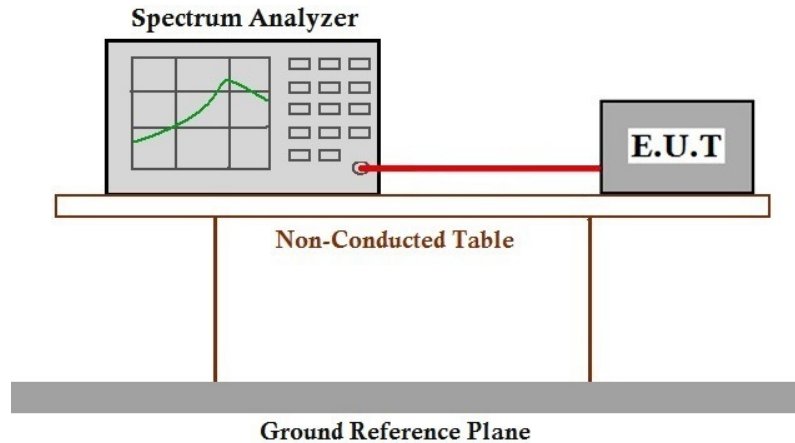 Spectrum Analyzer
E.U.T
Non-Conducted Table
Ground Reference Plane